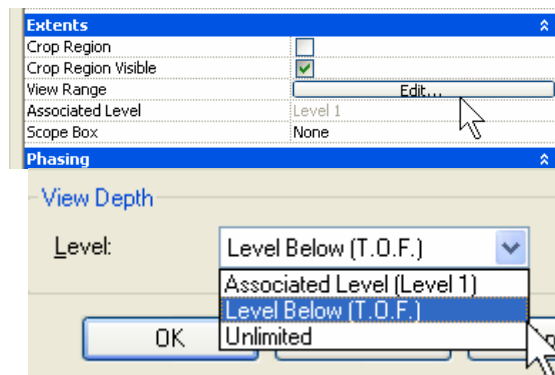 Extents
Crop Region
Crop Region Visible
View Range Edit...
Associated Level Level 1
Scope Box None
Phasing
View Depth
Level: Level Below (T.O.F.)
Associated Level (Level 1)
Level Below (T.O.F.)
Unlimited
OK